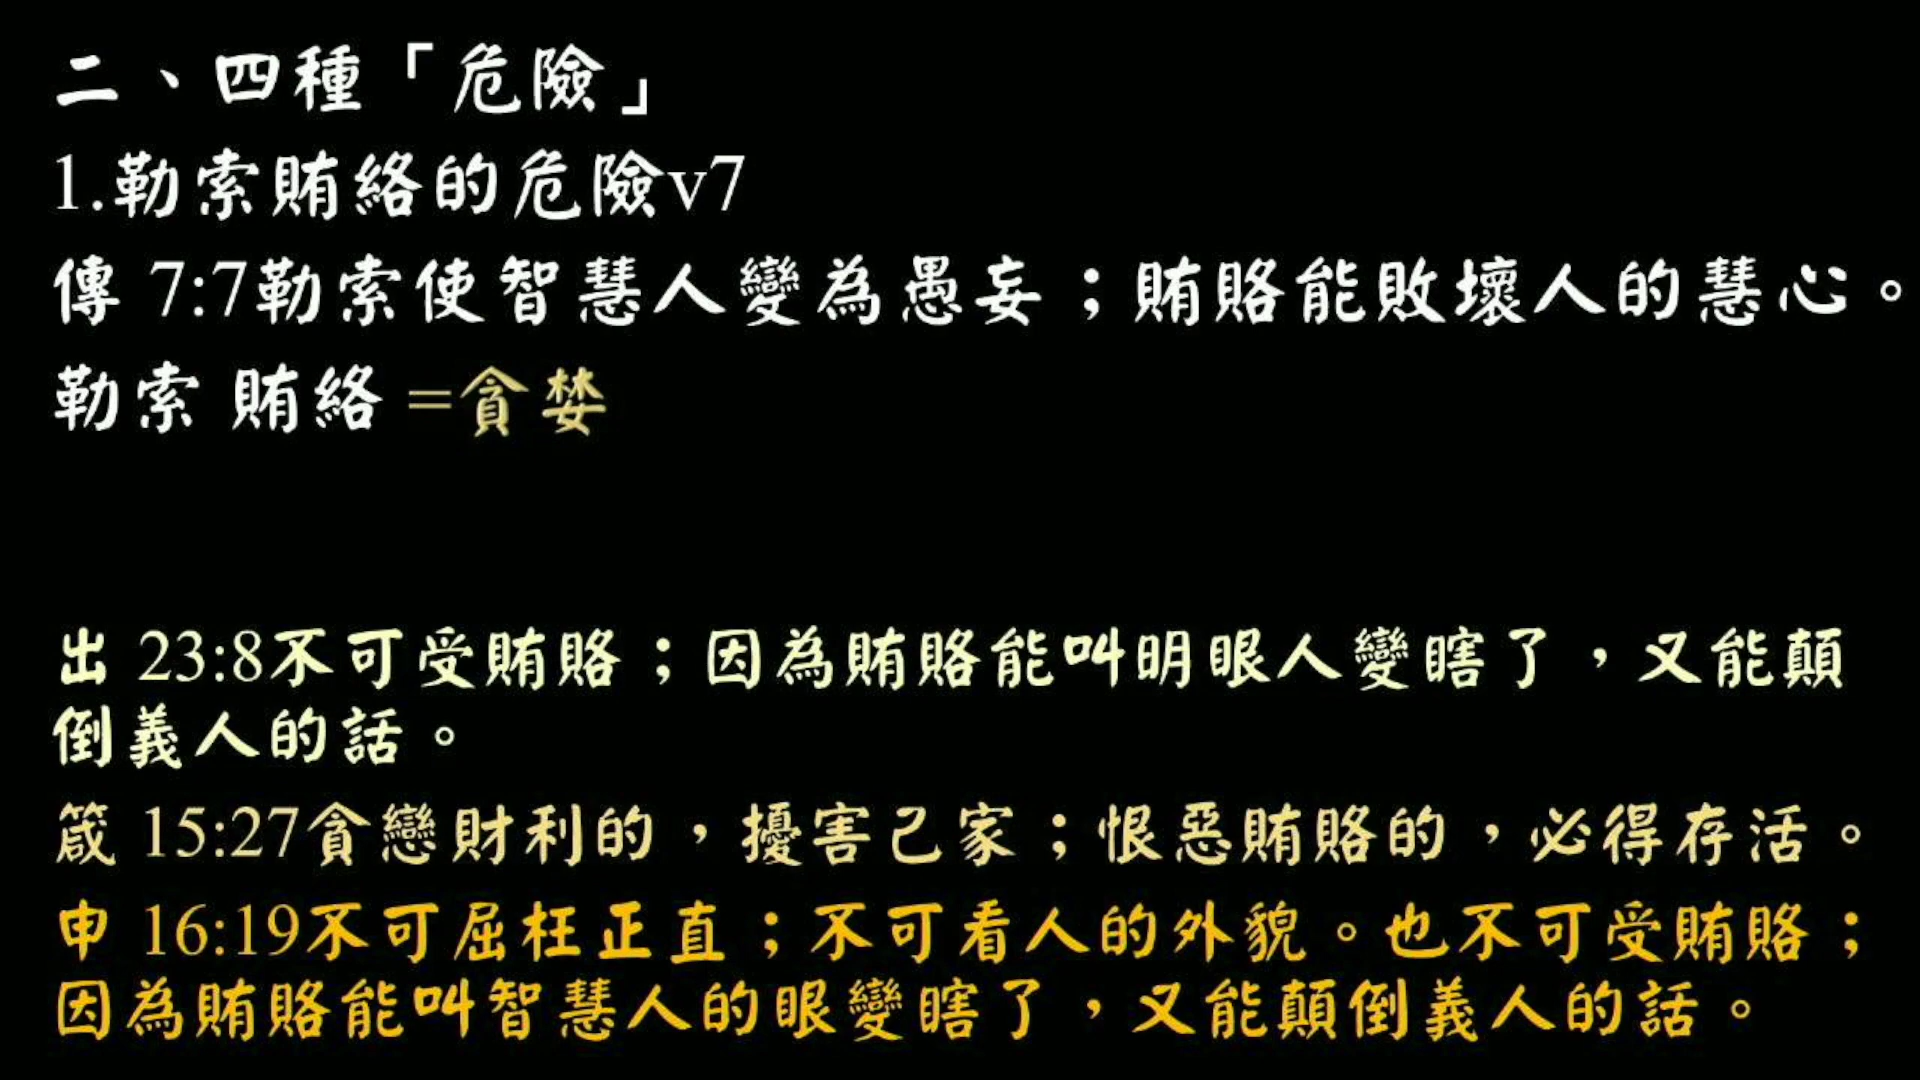 二、四種「危險」
1.勒索賄絡的危險v7
傳 7:7勒索使智慧人變為愚妄；賄賂能敗壞人的慧心。
勒索 賄絡 =貪婪
出 23:8不可受賄賂；因為賄賂能叫明眼人變瞎了，又能顛
倒義人的話。
箴 15:27貪戀財利的，擾害己家；恨惡賄賂的，必得存活。
申 16:19不可屈枉正直；不可看人的外貌。也不可受賄賂；
因為賄賂能叫智慧人的眼變瞎了，又能顛倒義人的話。